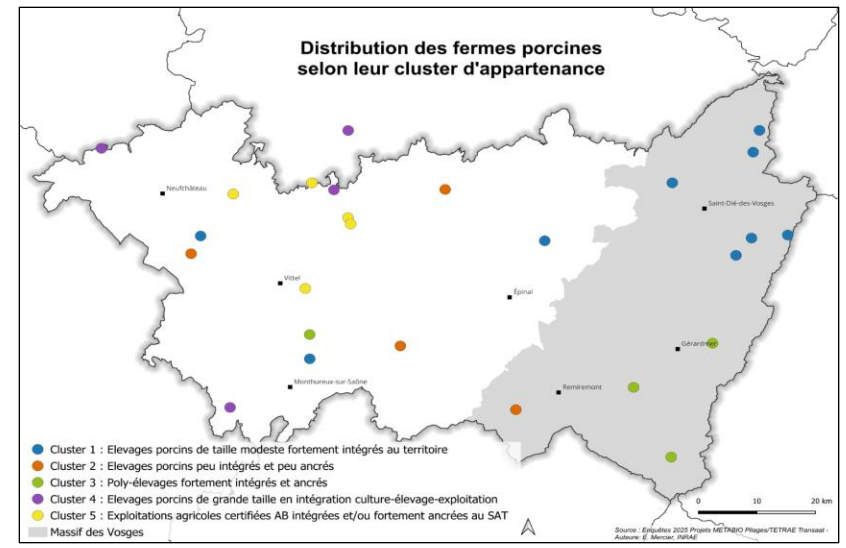 Distribution des fermes porcines
selon leur cluster d'appartenance
Neufchâteau
Saint-Dié-des-Vosges
Vittel
Épinal
Gérardmer
Monthureux-sur-Saône
Remiremont
Cluster 1 : Elevages porcins de taille modeste fortement intégrés au territoire
Cluster 2 : Elevages porcins peu intégrés et peu ancrés
Cluster 3 : Poly-élevages fortement intégrés et ancrés
Cluster 4 : Elevages porcins de grande taille en intégration culture-élevage-exploitation
Cluster 5 : Exploitations agricoles certifiées AB intégrées et/ou fortement ancrées au SAT
Massif des Vosges
0 10 20 km
Source : Enquêtes 2025 Projets METABIO Pliages/TETRAE Transaat -
Auteure: E. Mercier, INRAE